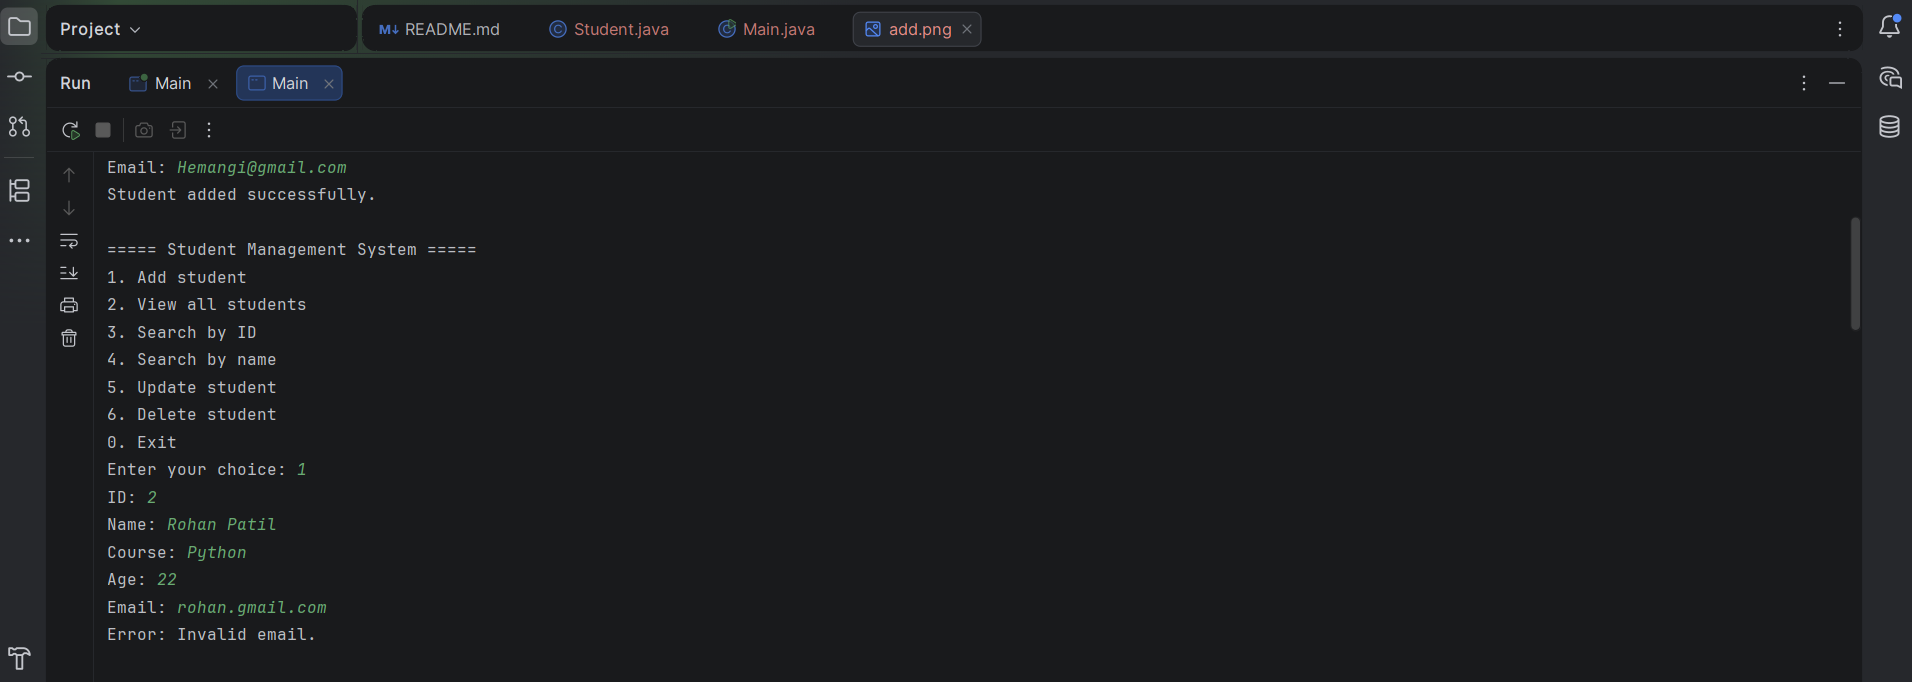 Project
M↓ README.md
Student.java
Main.java
add.png
Run
Main
Main
Email: Hemangi@gmail.com
Student added successfully.
===== Student Management System =====
1. Add student
2. View all students
3. Search by ID
4. Search by name
5. Update student
6. Delete student
0. Exit
Enter your choice: 1
ID: 2
Name: Rohan Patil
Course: Python
Age: 22
Email: rohan.gmail.com
Error: Invalid email.